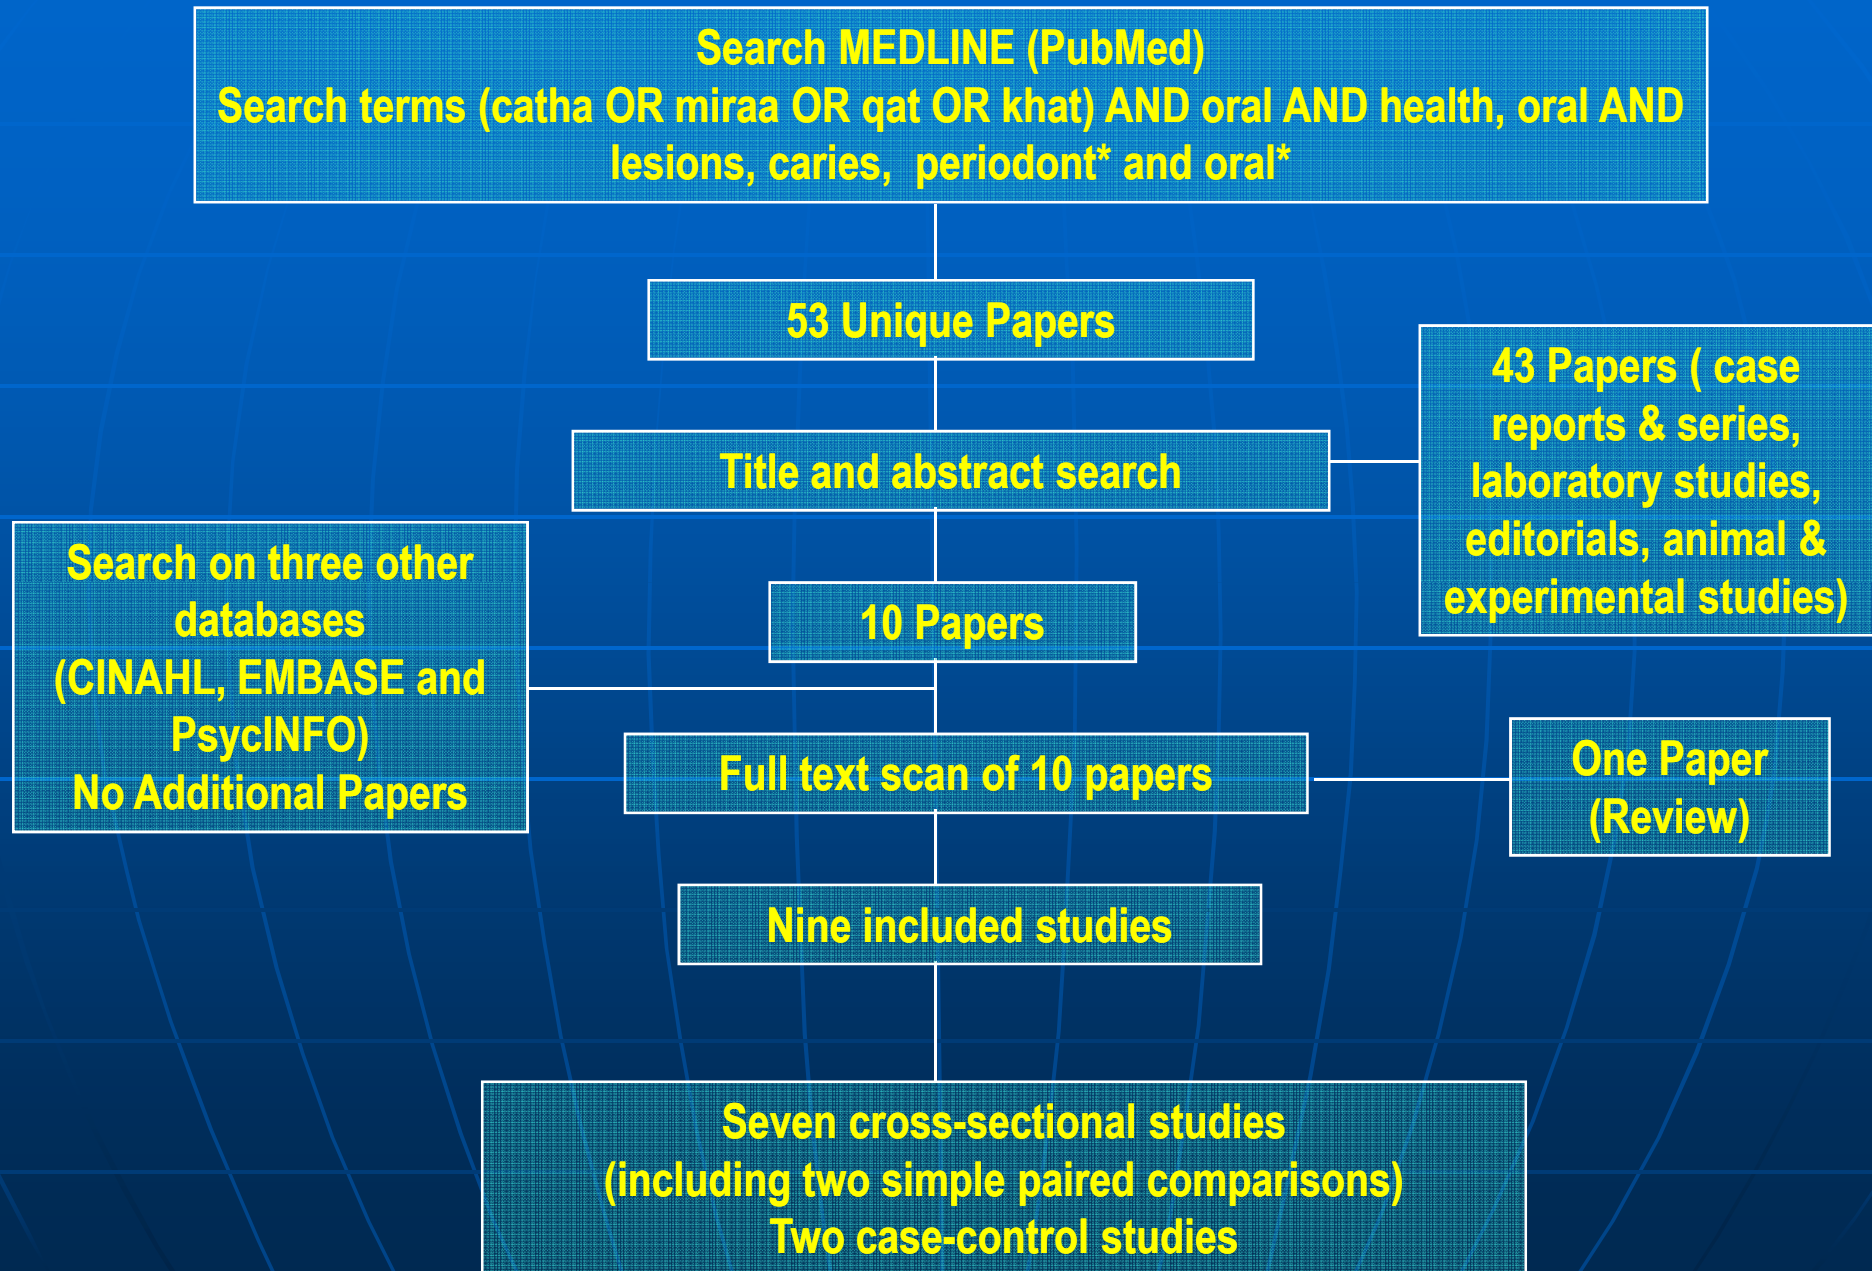 Search MEDLINE (PubMed)
Search terms (catha OR miraa OR qat OR khat) AND oral AND health, oral AND
lesions, caries, periodont* and oral*
53 Unique Papers
43 Papers ( case
reports & series,
laboratory studies,
editorials, animal &
experimental studies)
Title and abstract search
Search on three other
databases
(CINAHL, EMBASE and
PsycINFO)
No Additional Papers
10 Papers
Full text scan of 10 papers
One Paper
(Review)
Nine included studies
Seven cross-sectional studies
(including two simple paired comparisons)
Two case-control studies